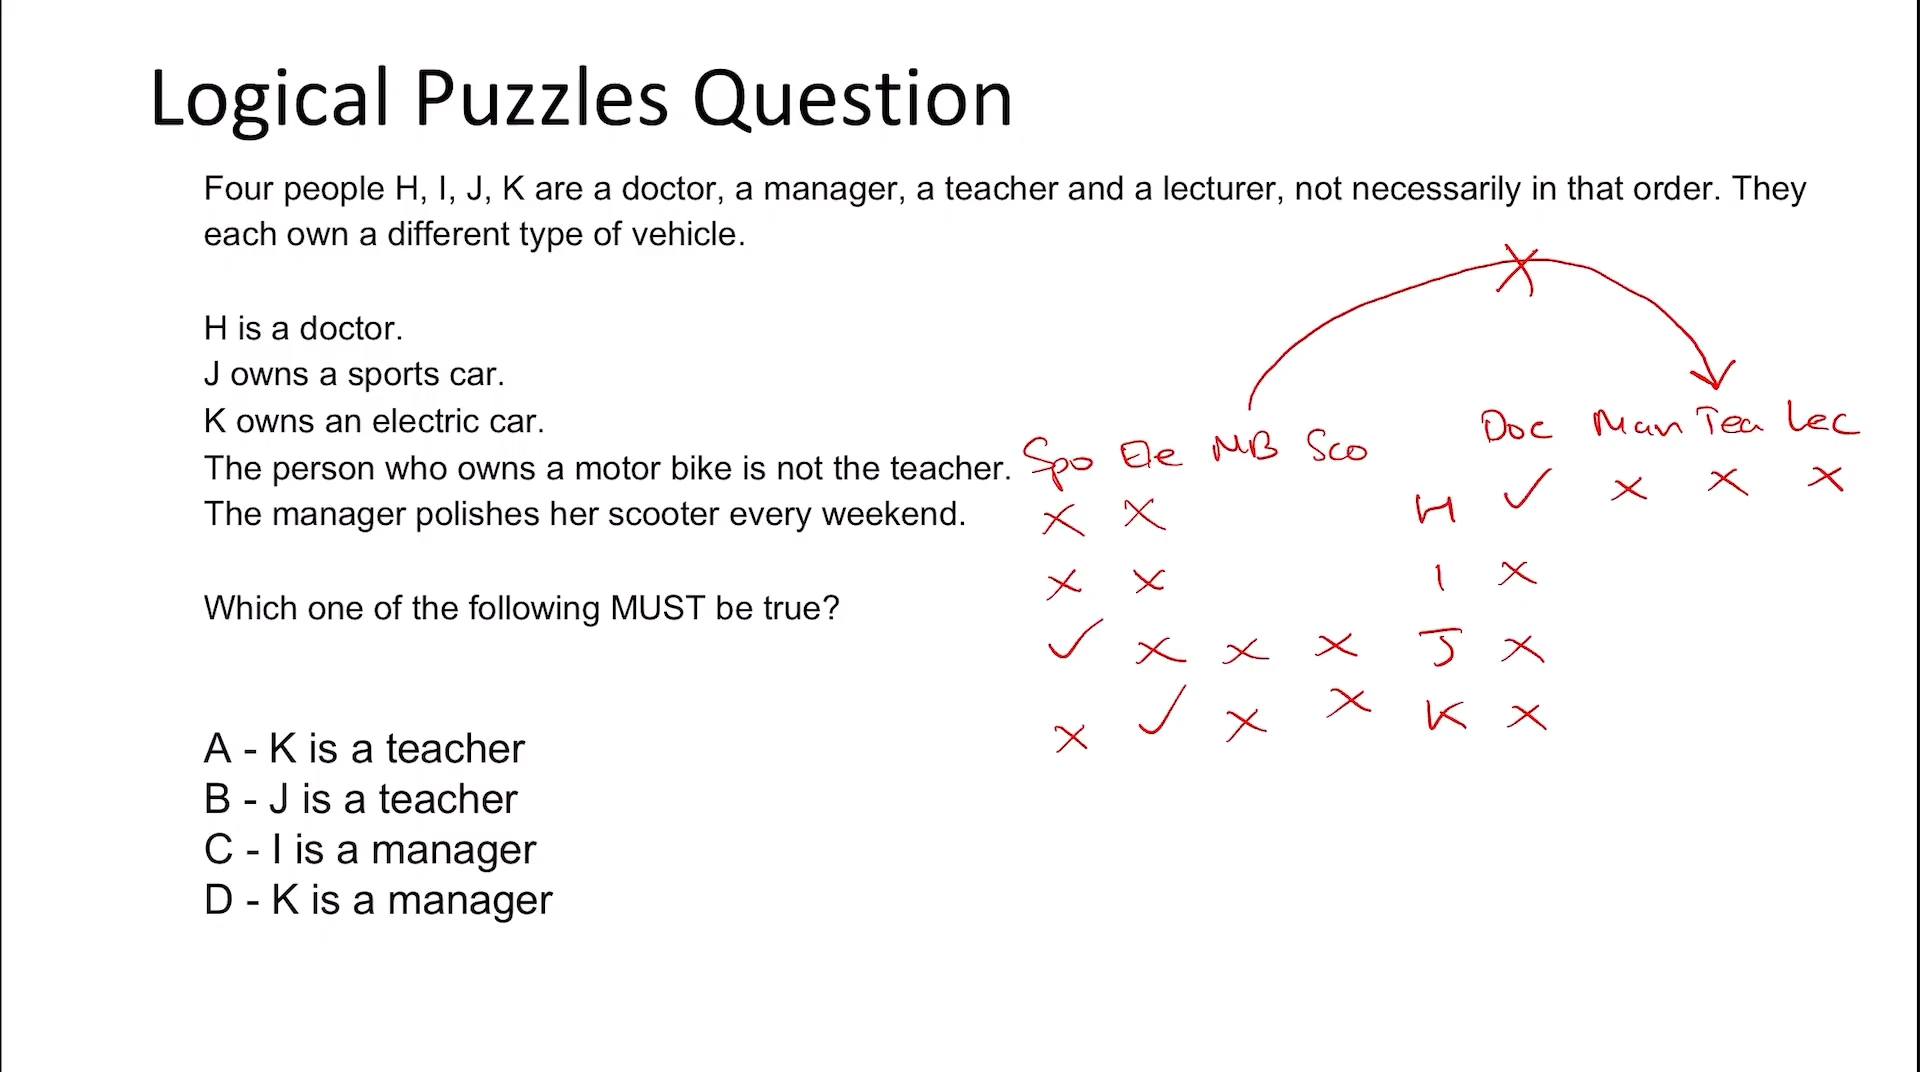 Logical Puzzles Question
Four people H, I, J, K are a doctor, a manager, a teacher and a lecturer, not necessarily in that order. They
each own a different type of vehicle.
H is a doctor.
J owns a sports car.
K owns an electric car.
The person who owns a motor bike is not the teacher.
The manager polishes her scooter every weekend.
Which one of the following MUST be true?
A - K is a teacher
B - J is a teacher
C - I is a manager
D - K is a manager
Spo Ele MB Sco Doc Man Tea Lec
X X H ✓ X X X
X X I X
✓ X X X J X
X ✓ X X K X
X